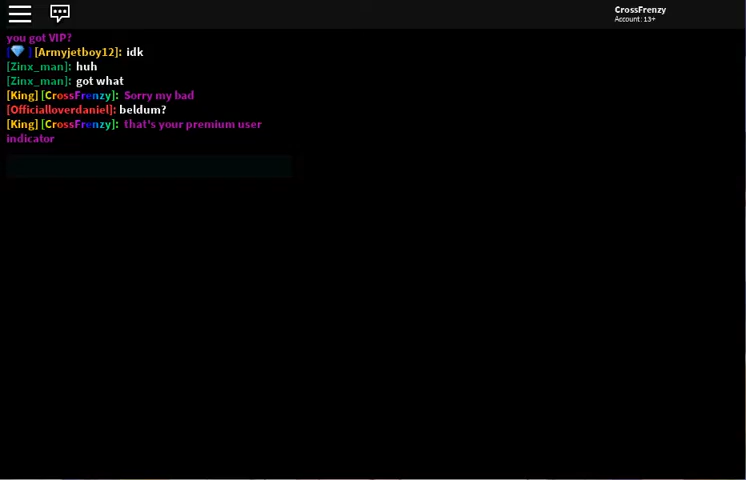 CrossFrenzy
Account: 13+
you got VIP?
[💎] [Armyjetboy12]: idk
[Zinx_man]: huh
[Zinx_man]: got what
[King] [CrossFrenzy]: Sorry my bad
[Officialloverdaniel]: beldum?
[King] [CrossFrenzy]: that's your premium user
indicator